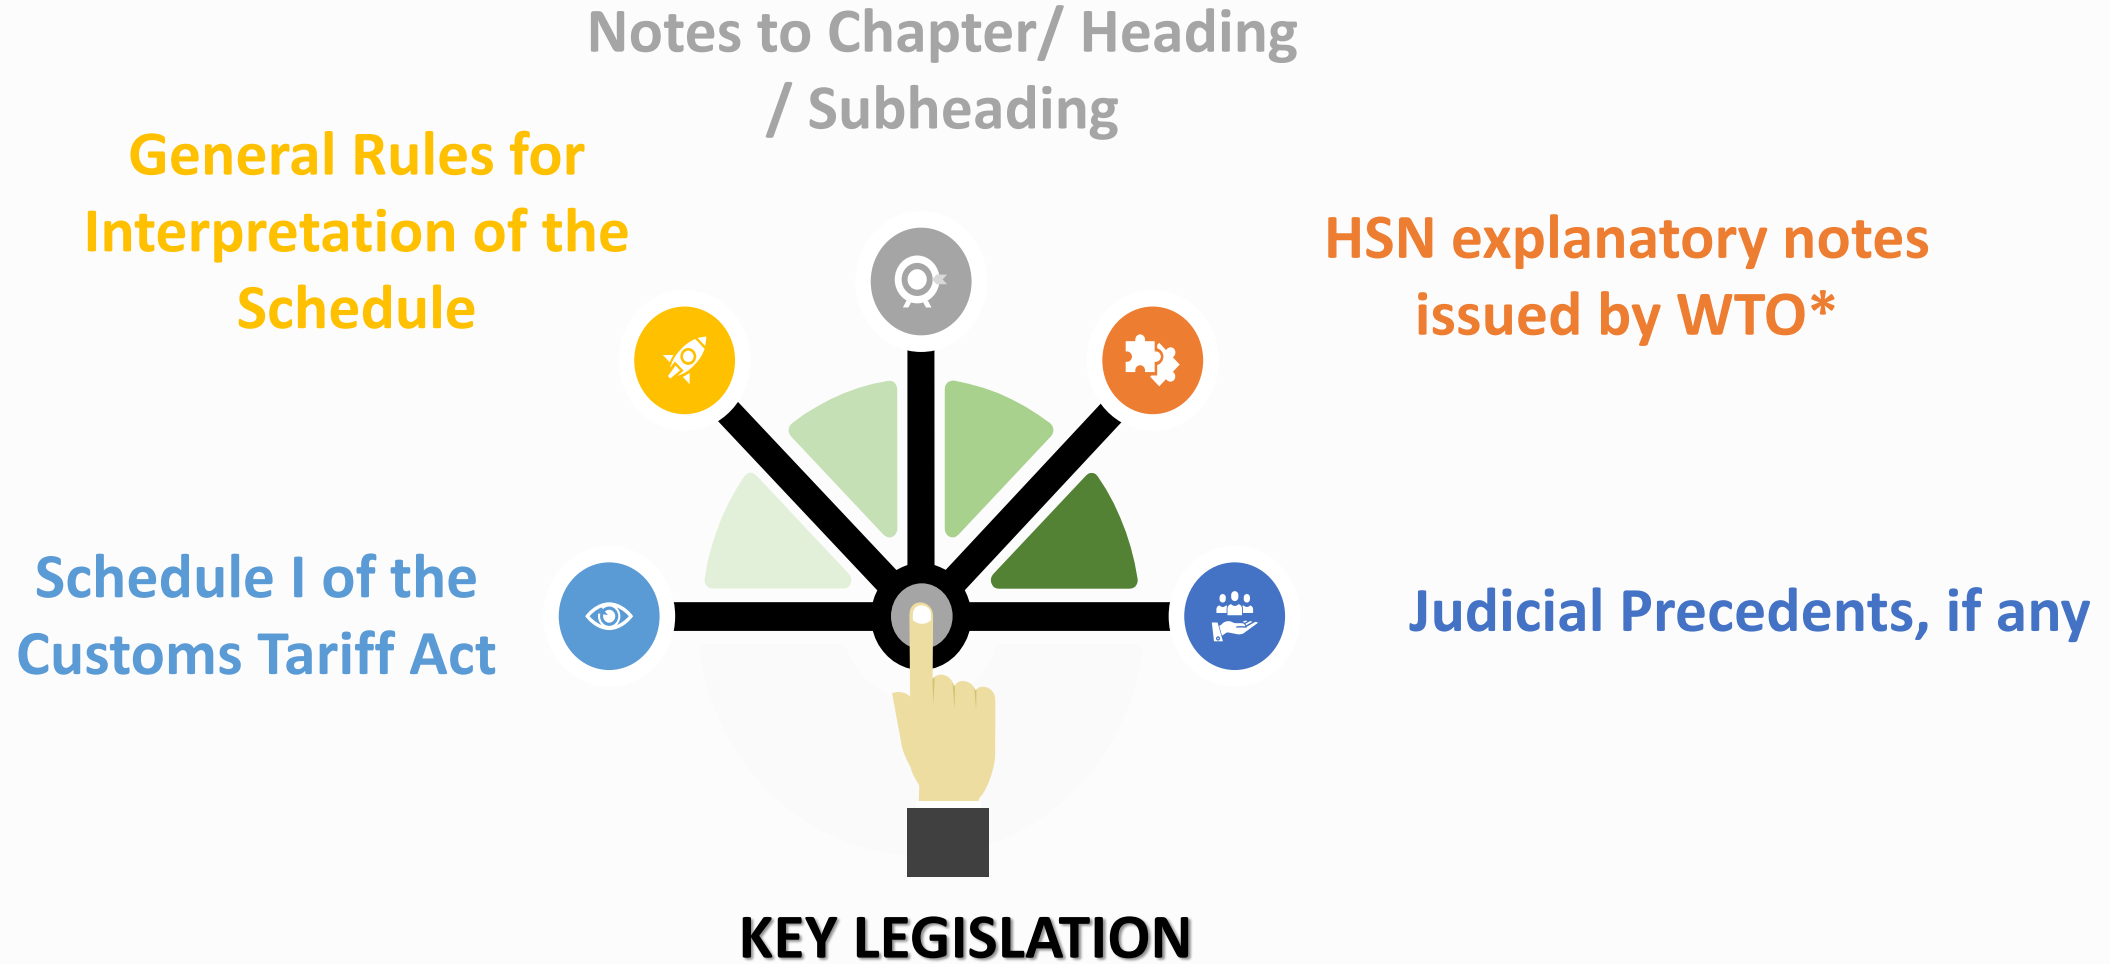 Notes to Chapter/ Heading
/ Subheading
General Rules for
Interpretation of the
Schedule
HSN explanatory notes
issued by WTO*
Schedule I of the
Customs Tariff Act
Judicial Precedents, if any
KEY LEGISLATION